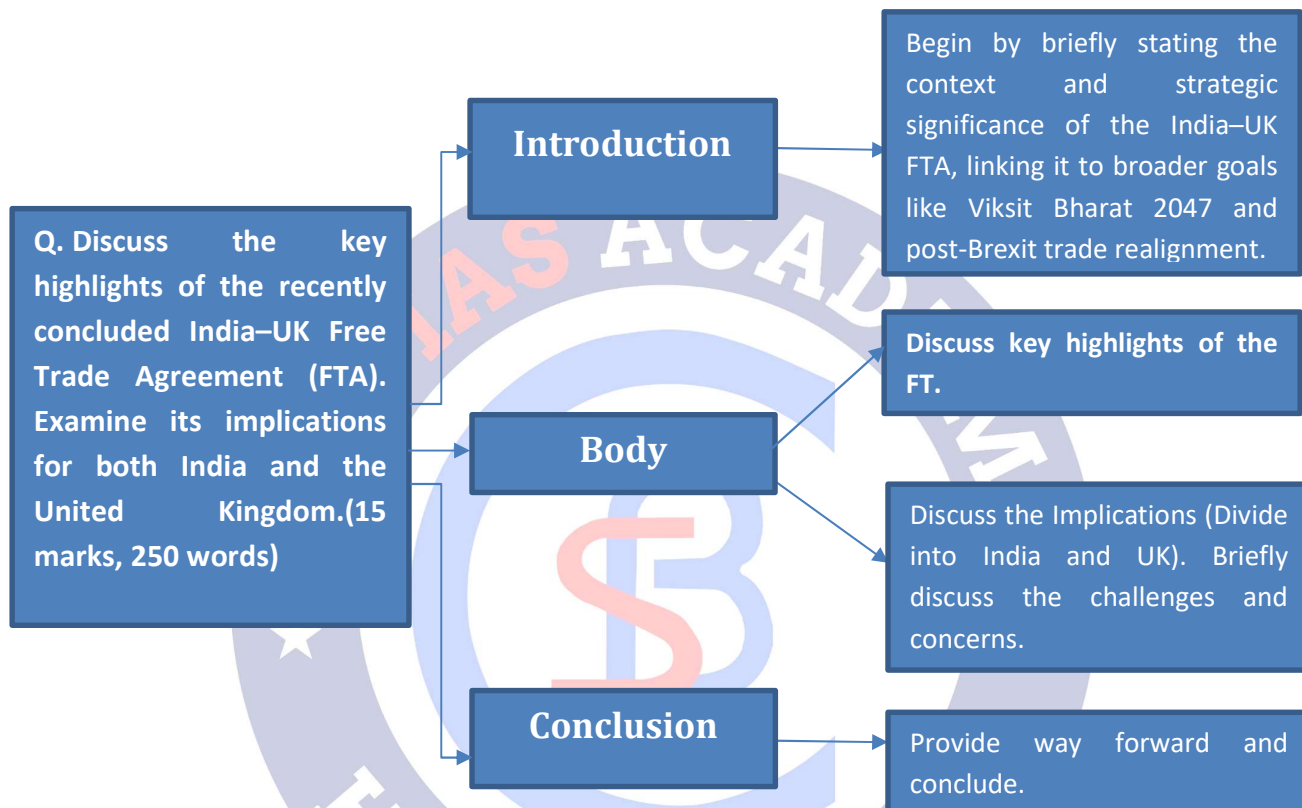 Q. Discuss the key
highlights of the recently
concluded India–UK Free
Trade Agreement (FTA).
Examine its implications
for both India and the
United Kingdom.(15
marks, 250 words)
Introduction
Begin by briefly stating the
context and strategic
significance of the India–UK
FTA, linking it to broader goals
like Viksit Bharat 2047 and
post-Brexit trade realignment.
Body
Discuss key highlights of the
FT.
Discuss the Implications (Divide
into India and UK). Briefly
discuss the challenges and
concerns.
Conclusion
Provide way forward and
conclude.
IAS ACADEM